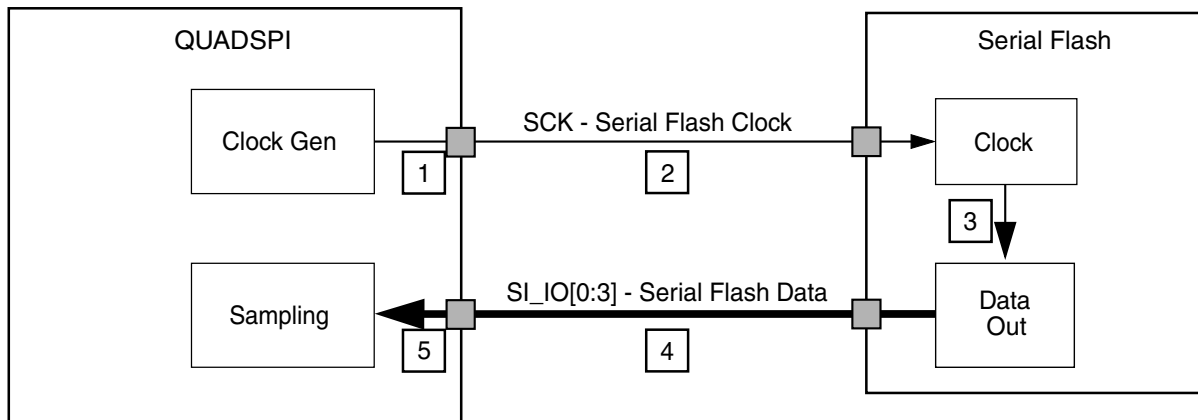 QUADSPI
Serial Flash
Clock Gen
SCK - Serial Flash Clock
Clock
1
2
3
Sampling
SI_IO[0:3] - Serial Flash Data
Data
Out
5
4